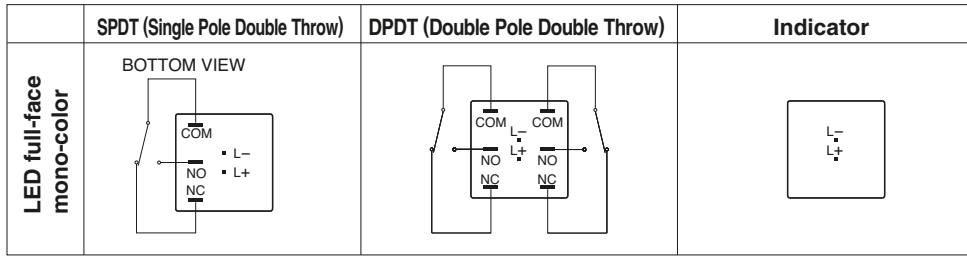 SPDT (Single Pole Double Throw)
DPDT (Double Pole Double Throw)
Indicator
LED full-face
mono-color
BOTTOM VIEW
COM
L−
NO
L+
NC
COM
L−
COM
NO
L+
NO
NC
NC
L−
L+